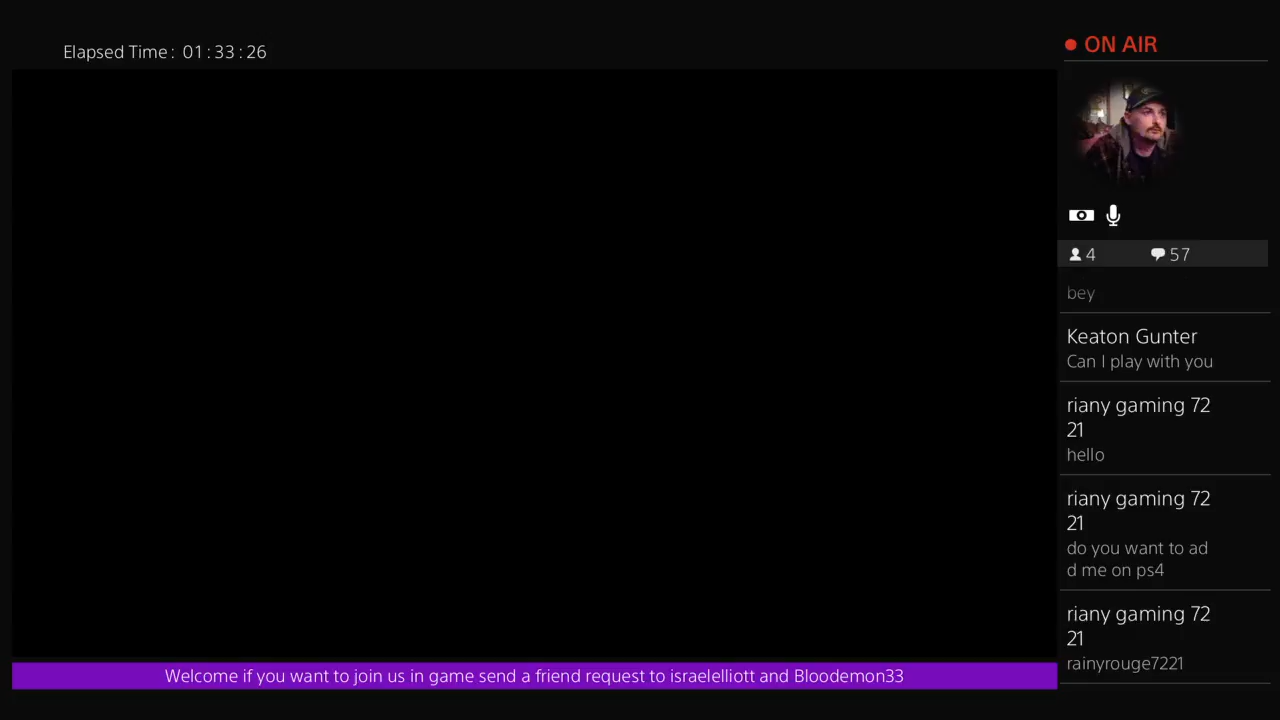 Elapsed Time: 01:33:26
ON AIR
4 57
bey
Keaton Gunter
Can I play with you
riany gaming 72
21
hello
riany gaming 72
21
do you want to ad
d me on ps4
riany gaming 72
21
rainyrouge7221
Welcome if you want to join us in game send a friend request to israelelliott and Bloodemon33